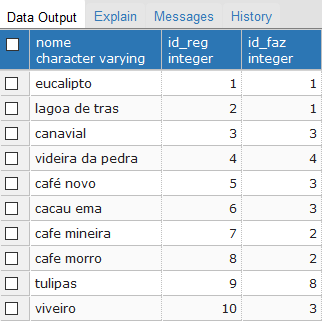 Data Output Explain Messages History
nome id_reg id_faz
character varying integer integer
eucalipto 1 1
lagoa de tras 2 1
canavial 3 3
videira da pedra 4 4
café novo 5 3
cacau ema 6 3
cafe mineira 7 2
cafe morro 8 2
tulipas 9 8
viveiro 10 3